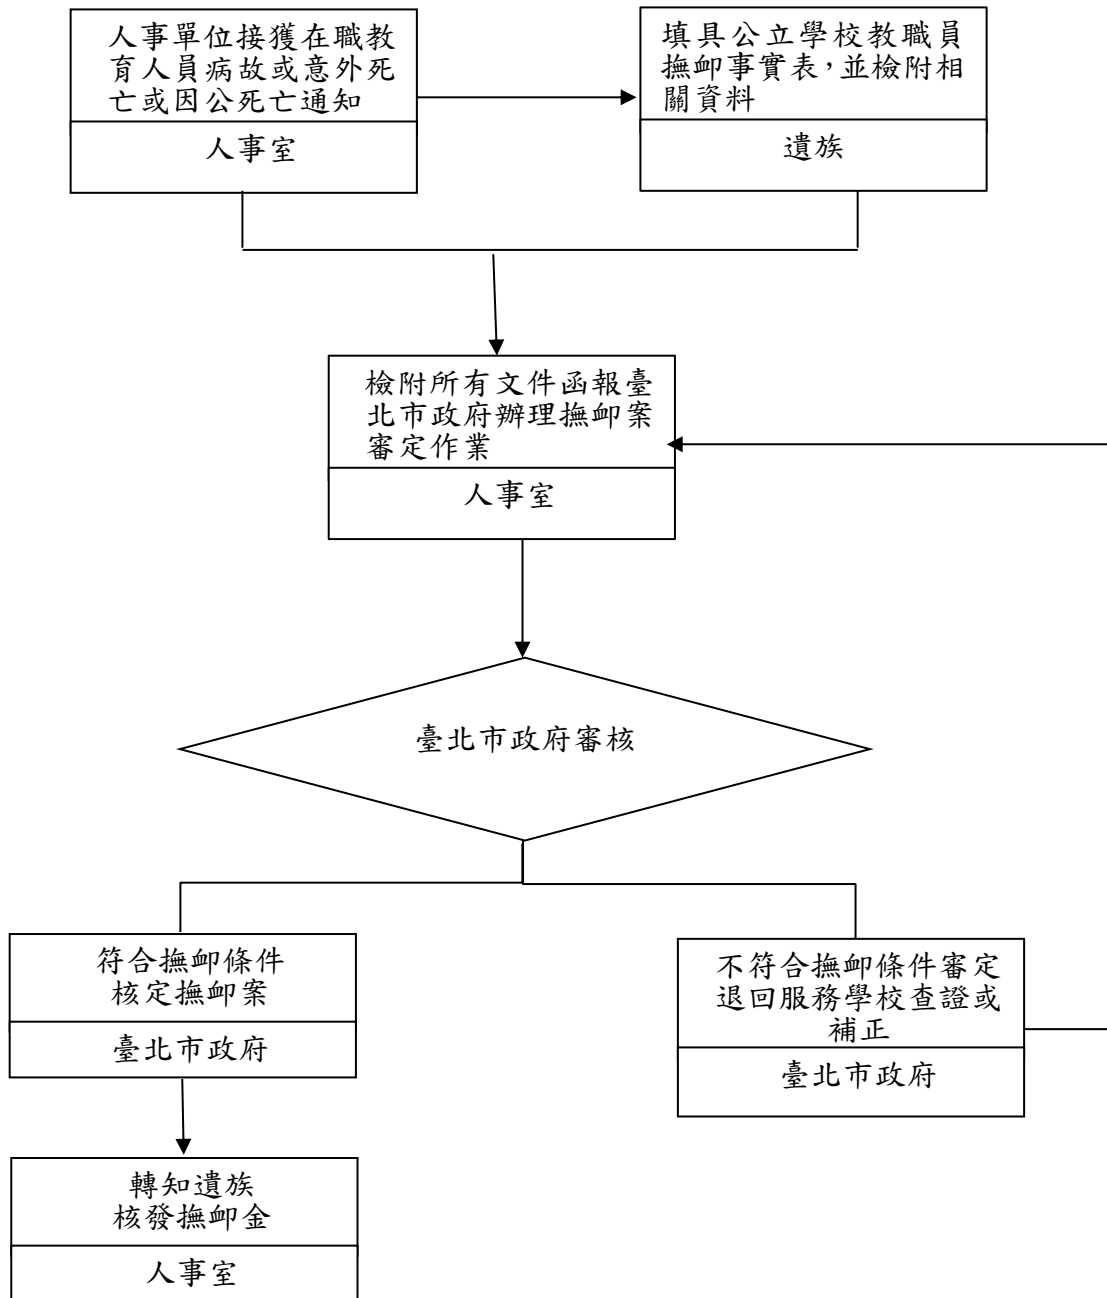 人事單位接獲在職教
育人員病故或意外死
亡或因公死亡通知
人事室
填具公立學校教職員
撫卹事實表，並檢附相
關資料
遺族
檢附所有文件函報臺
北市政府辦理撫卹案
審定作業
人事室
臺北市政府審核
符合撫卹條件
核定撫卹案
臺北市政府
不符合撫卹條件審定
退回服務學校查證或
補正
臺北市政府
轉知遺族
核發撫卹金
人事室